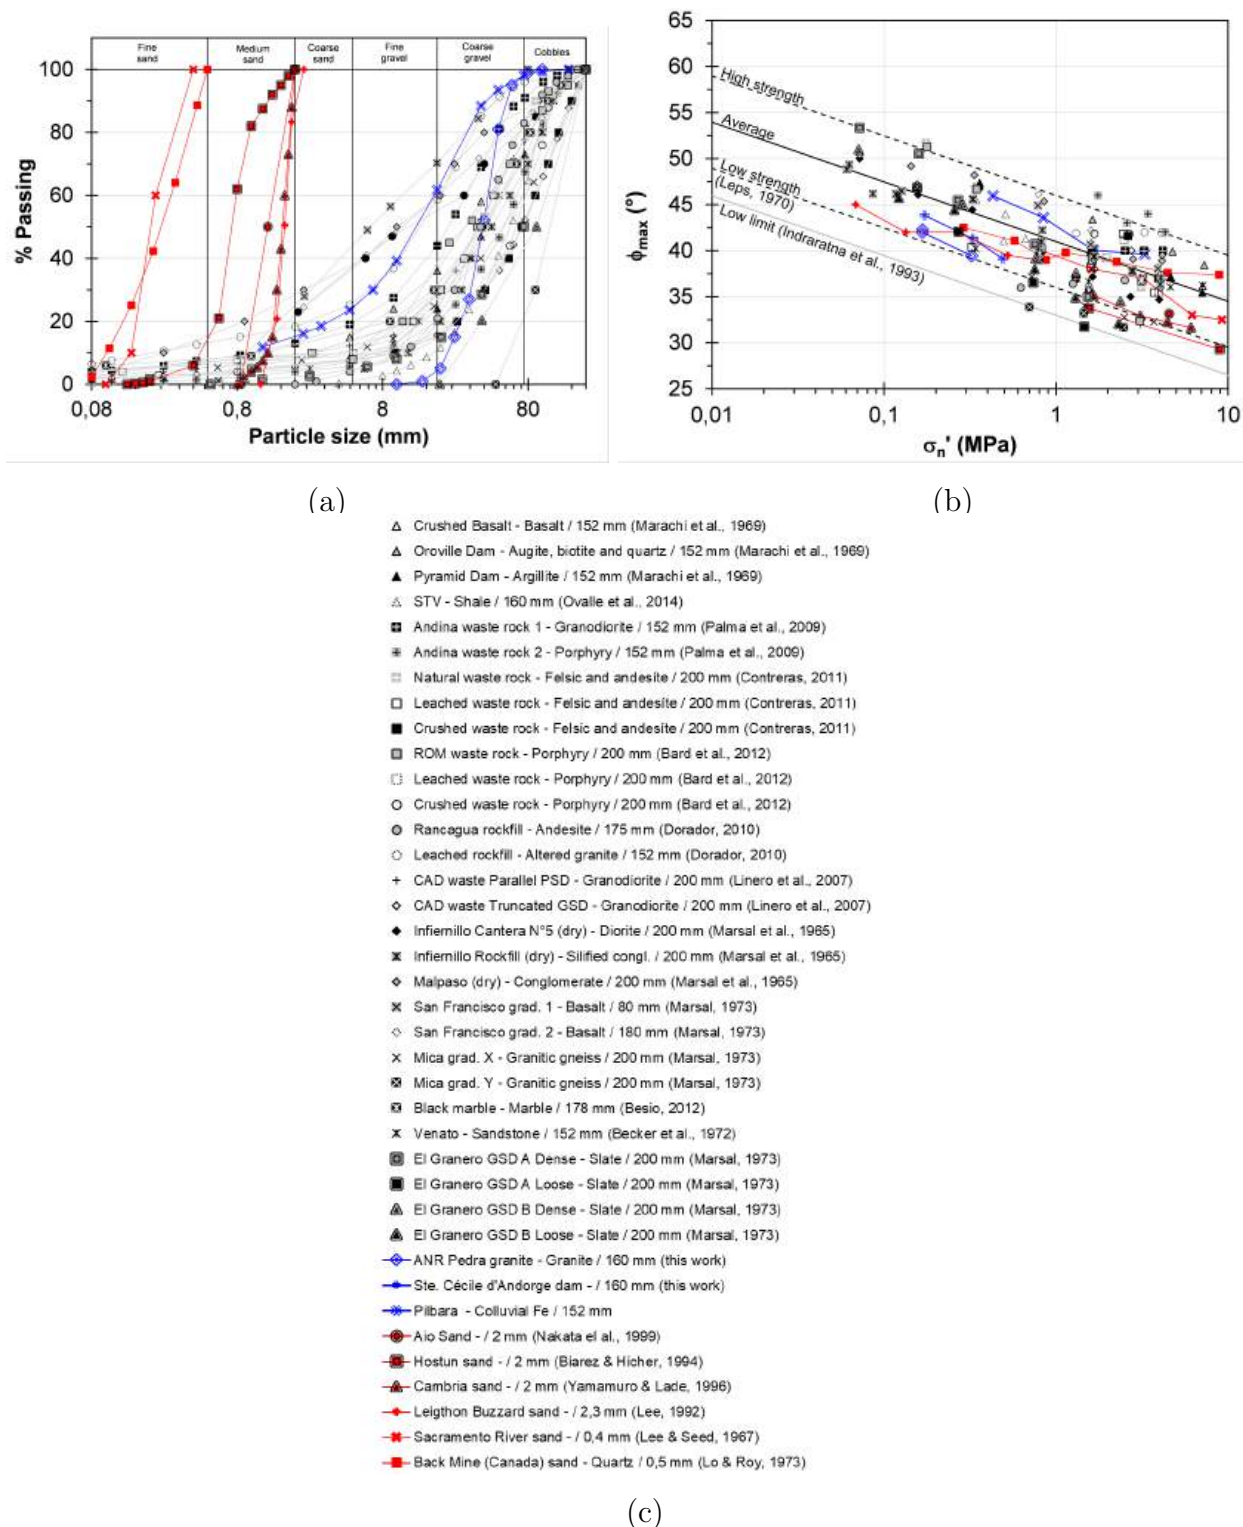 Fine sand
Medium sand
Coarse sand
Fine gravel
Coarse gravel
Cobbles
100
80
60
40
20
0
% Passing
0,08
0,8
8
80
Particle size (mm)
(a)
65
60
55
50
45
40
35
30
25
ϕmax (°)
High strength
Average
Low strength
(Leps, 1970)
Low limit (Indraratna et al., 1993)
0,01
0,1
1
10
σn' (MPa)
(b)
Crushed Basalt - Basalt / 152 mm (Marachi et al., 1969)
Oroville Dam - Augite, biotite and quartz / 152 mm (Marachi et al., 1969)
Pyramid Dam - Argillite / 152 mm (Marachi et al., 1969)
STV - Shale / 160 mm (Ovalle et al., 2014)
Andina waste rock 1 - Granodiorite / 152 mm (Palma et al., 2009)
Andina waste rock 2 - Porphyry / 152 mm (Palma et al., 2009)
Natural waste rock - Felsic and andesite / 200 mm (Contreras, 2011)
Leached waste rock - Felsic and andesite / 200 mm (Contreras, 2011)
Crushed waste rock - Felsic and andesite / 200 mm (Contreras, 2011)
ROM waste rock - Porphyry / 200 mm (Bard et al., 2012)
Leached waste rock - Porphyry / 200 mm (Bard et al., 2012)
Crushed waste rock - Porphyry / 200 mm (Bard et al., 2012)
Rancagua rockfill - Andesite / 175 mm (Dorador, 2010)
Leached rockfill - Altered granite / 152 mm (Dorador, 2010)
CAD waste Parallel PSD - Granodiorite / 200 mm (Linero et al., 2007)
CAD waste Truncated GSD - Granodiorite / 200 mm (Linero et al., 2007)
Infiernillo Cantera N°5 (dry) - Diorite / 200 mm (Marsal et al., 1965)
Infiernillo Rockfill (dry) - Silified congl. / 200 mm (Marsal et al., 1965)
Malpaso (dry) - Conglomerate / 200 mm (Marsal et al., 1965)
San Francisco grad. 1 - Basalt / 80 mm (Marsal, 1973)
San Francisco grad. 2 - Basalt / 180 mm (Marsal, 1973)
Mica grad. X - Granitic gneiss / 200 mm (Marsal, 1973)
Mica grad. Y - Granitic gneiss / 200 mm (Marsal, 1973)
Black marble - Marble / 178 mm (Besio, 2012)
Venato - Sandstone / 152 mm (Becker et al., 1972)
El Granero GSD A Dense - Slate / 200 mm (Marsal, 1973)
El Granero GSD A Loose - Slate / 200 mm (Marsal, 1973)
El Granero GSD B Dense - Slate / 200 mm (Marsal, 1973)
El Granero GSD B Loose - Slate / 200 mm (Marsal, 1973)
ANR Pedra granite - Granite / 160 mm (this work)
Ste. Cécile d'Andorge dam - / 160 mm (this work)
Pilbara - Colluvial Fe / 152 mm
Aio Sand - / 2 mm (Nakata el al., 1999)
Hostun sand - / 2 mm (Biarez & Hicher, 1994)
Cambria sand - / 2 mm (Yamamuro & Lade, 1996)
Leigthon Buzzard sand - / 2,3 mm (Lee, 1992)
Sacramento River sand - / 0,4 mm (Lee & Seed, 1967)
Back Mine (Canada) sand - Quartz / 0,5 mm (Lo & Roy, 1973)
(c)